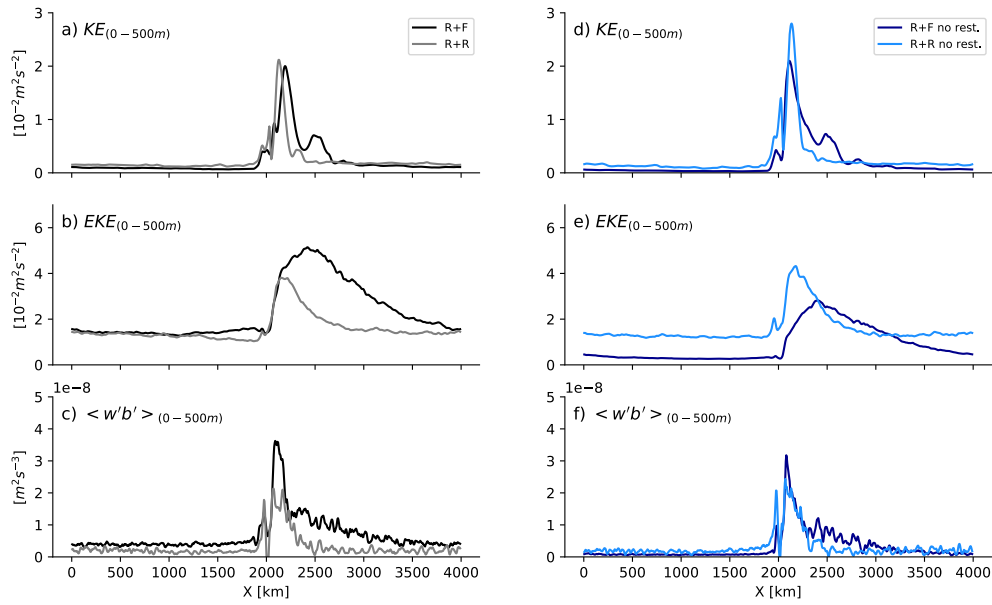 a) KE(0−500m)
R+F
R+R
[10⁻²m²s⁻²]
3
2
1
0
d) KE(0−500m)
R+F no rest.
R+R no rest.
3
2
1
0
b) EKE(0−500m)
[10⁻²m²s⁻²]
6
4
2
0
e) EKE(0−500m)
6
4
2
0
1e−8
c) <w'b'>(0−500m)
[m²s⁻³]
5
4
3
2
1
0
0 500 1000 1500 2000 2500 3000 3500 4000
X [km]
1e−8
f) <w'b'>(0−500m)
5
4
3
2
1
0
0 500 1000 1500 2000 2500 3000 3500 4000
X [km]